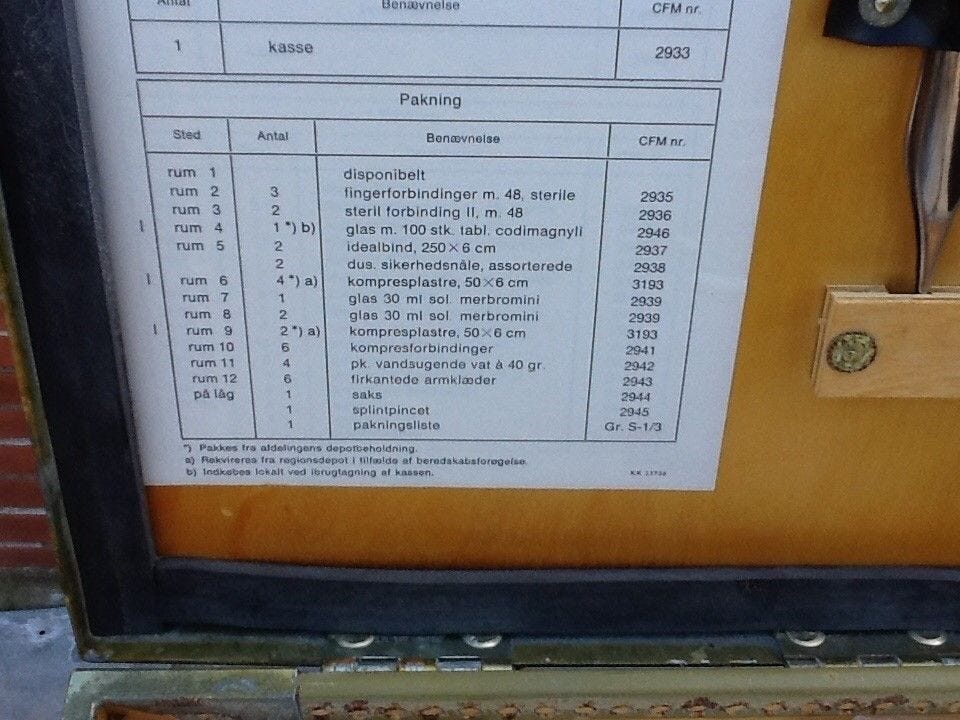 Antal Benævnelse CFM nr.
1 kasse 2933
Pakning
Sted Antal Benævnelse CFM nr.
rum 1 disponibelt
rum 2 3 fingerforbindinger m. 48, sterile 2935
rum 3 2 steril forbinding II, m. 48 2936
I rum 4 1 *) b) glas m. 100 stk. tabl. codimagnyli 2946
rum 5 2 idealbind, 250×6 cm 2937
2 dus. sikkerhedsnåle, assorterede 2938
I rum 6 4 *) a) kompresplastre, 50×6 cm 3193
rum 7 1 glas 30 ml sol. merbromini 2939
rum 8 2 glas 30 ml sol. merbromini 2939
I rum 9 2 *) a) kompresplastre, 50×6 cm 3193
rum 10 6 kompresforbindinger 2941
rum 11 4 pk. vandsugende vat à 40 gr. 2942
rum 12 6 firkantede armklæder 2943
på låg 1 saks 2944
1 splintpincet 2945
1 pakningsliste Gr. S-1/3
*) Pakkes fra afdelingens depotbeholdning.
a) Rekvireres fra regionsdepot i tilfælde af beredskabsforøgelse.
b) Indkøbes lokalt ved ibrugtagning af kassen.